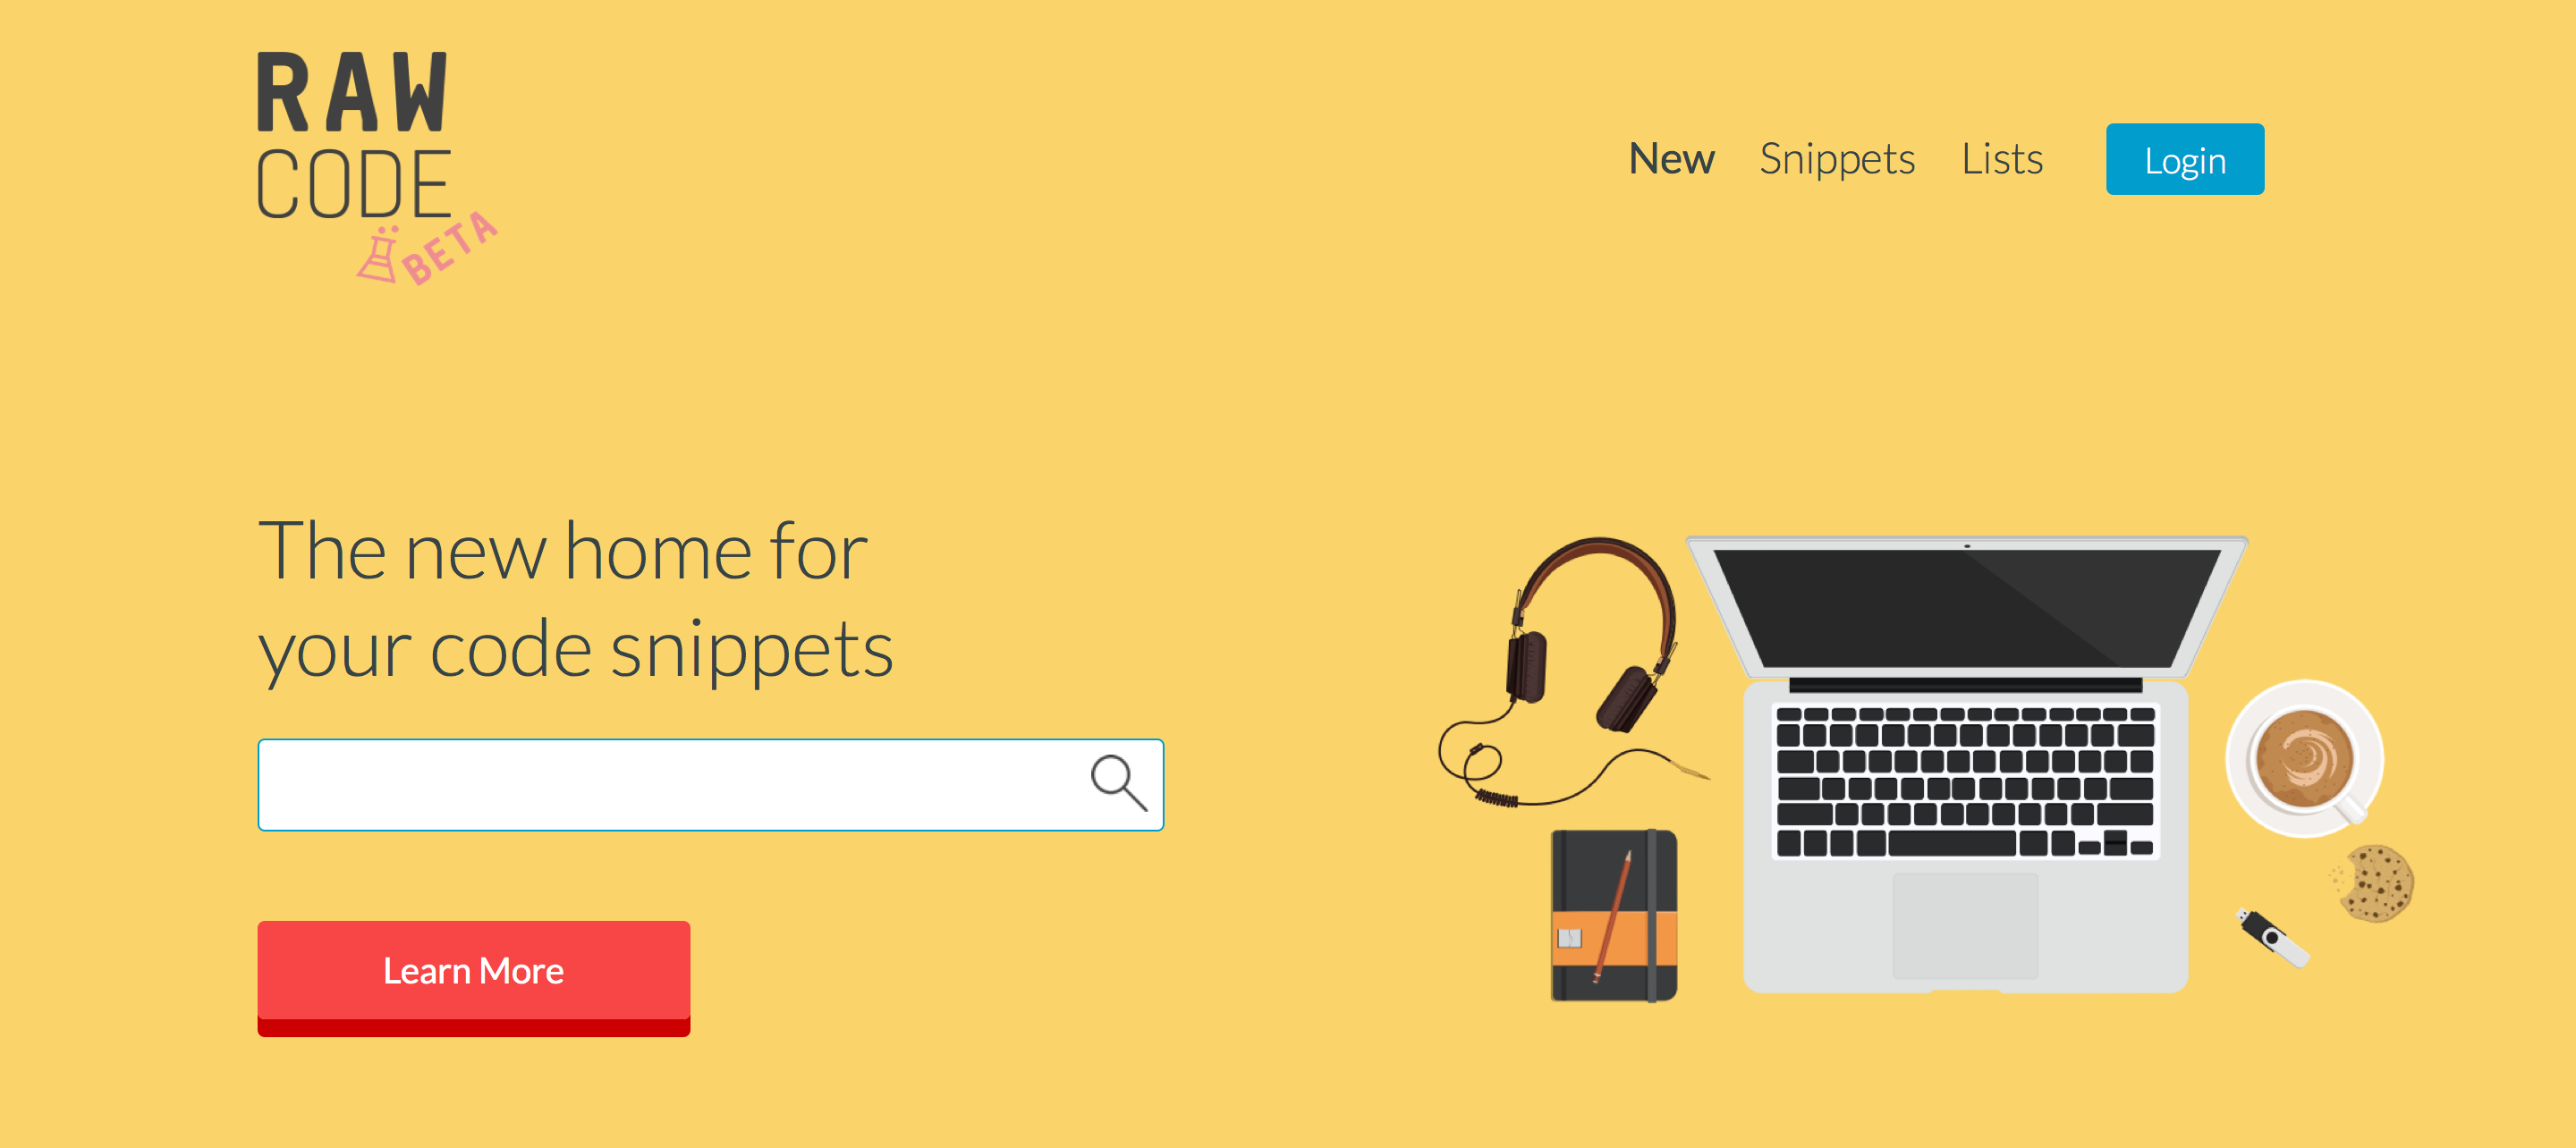 RAW
CODE
BETA
New Snippets Lists Login
The new home for
your code snippets
Learn More